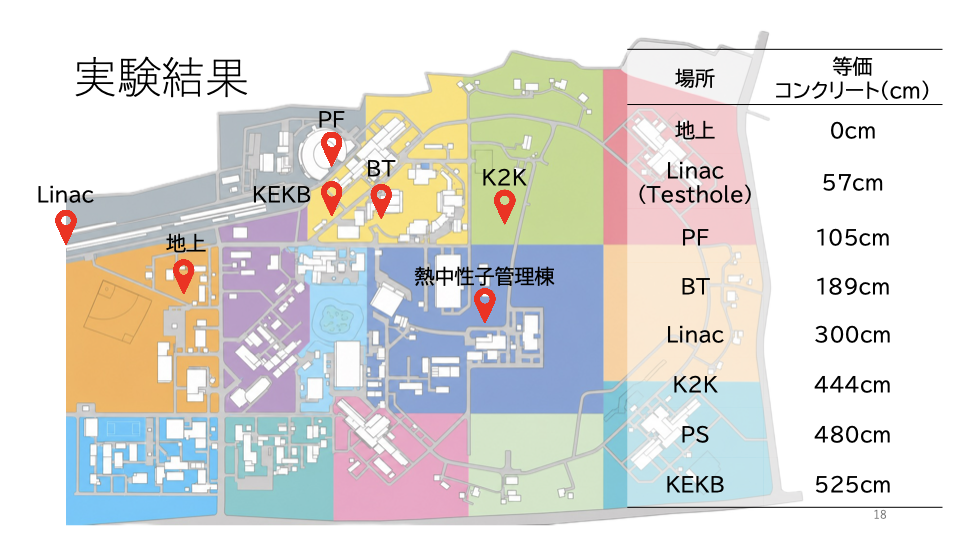 実験結果
PF
BT
KEKB
K2K
Linac
地上
熱中性子管理棟
場所 等価コンクリート(cm)
地上 0cm
Linac (Testhole) 57cm
PF 105cm
BT 189cm
Linac 300cm
K2K 444cm
PS 480cm
KEKB 525cm
18